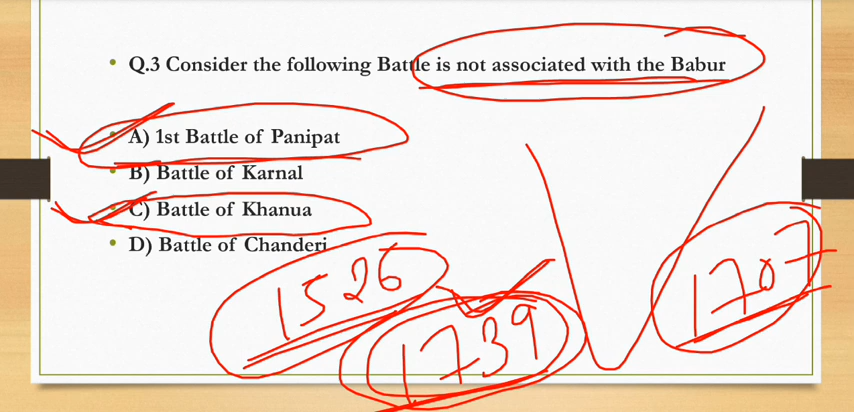 • Q.3 Consider the following Battle is not associated with the Babur
• A) 1st Battle of Panipat
• B) Battle of Karnal
• C) Battle of Khanua
• D) Battle of Chanderi
1526
1707
1739